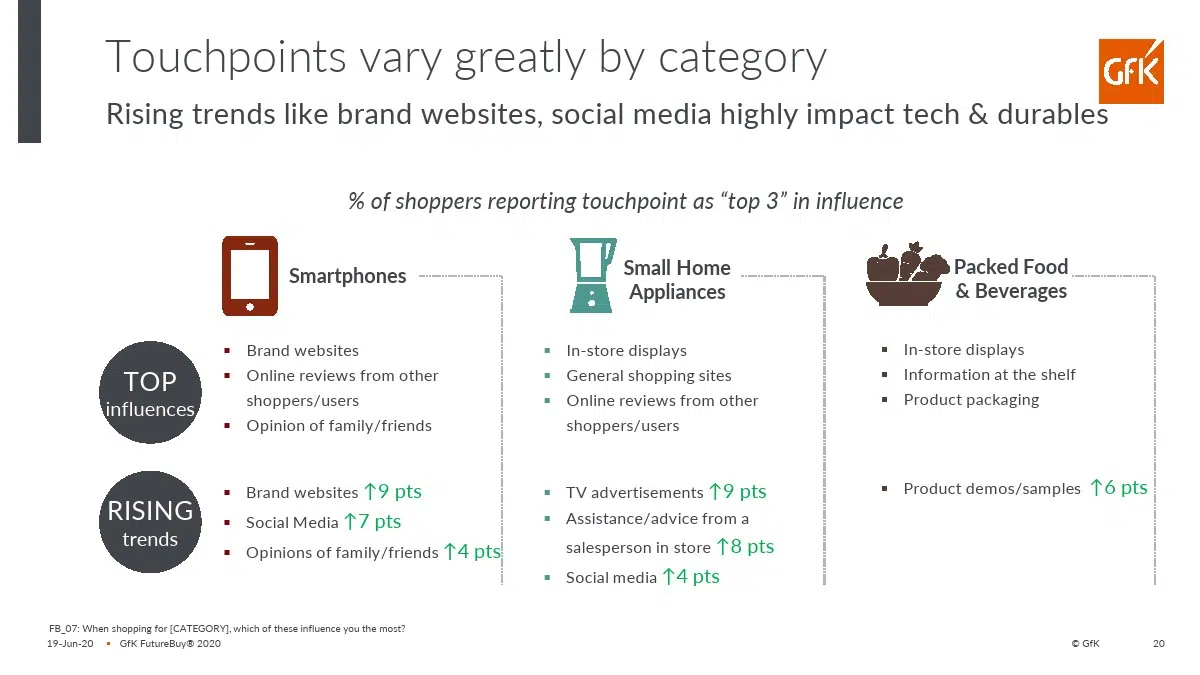 Touchpoints vary greatly by category
GfK
Rising trends like brand websites, social media highly impact tech & durables
% of shoppers reporting touchpoint as “top 3” in influence
Smartphones
Small Home
Appliances
Packed Food
& Beverages
TOP
influences
▪ Brand websites
▪ Online reviews from other
shoppers/users
▪ Opinion of family/friends
▪ In-store displays
▪ General shopping sites
▪ Online reviews from other
shoppers/users
▪ In-store displays
▪ Information at the shelf
▪ Product packaging
RISING
trends
▪ Brand websites ↑9 pts
▪ Social Media ↑7 pts
▪ Opinions of family/friends ↑4 pts
▪ TV advertisements ↑9 pts
▪ Assistance/advice from a
salesperson in store ↑8 pts
▪ Social media ↑4 pts
▪ Product demos/samples ↑6 pts
FB_07: When shopping for [CATEGORY], which of these influence you the most?
19-Jun-20 ▪ GfK FutureBuy® 2020
© GfK
20